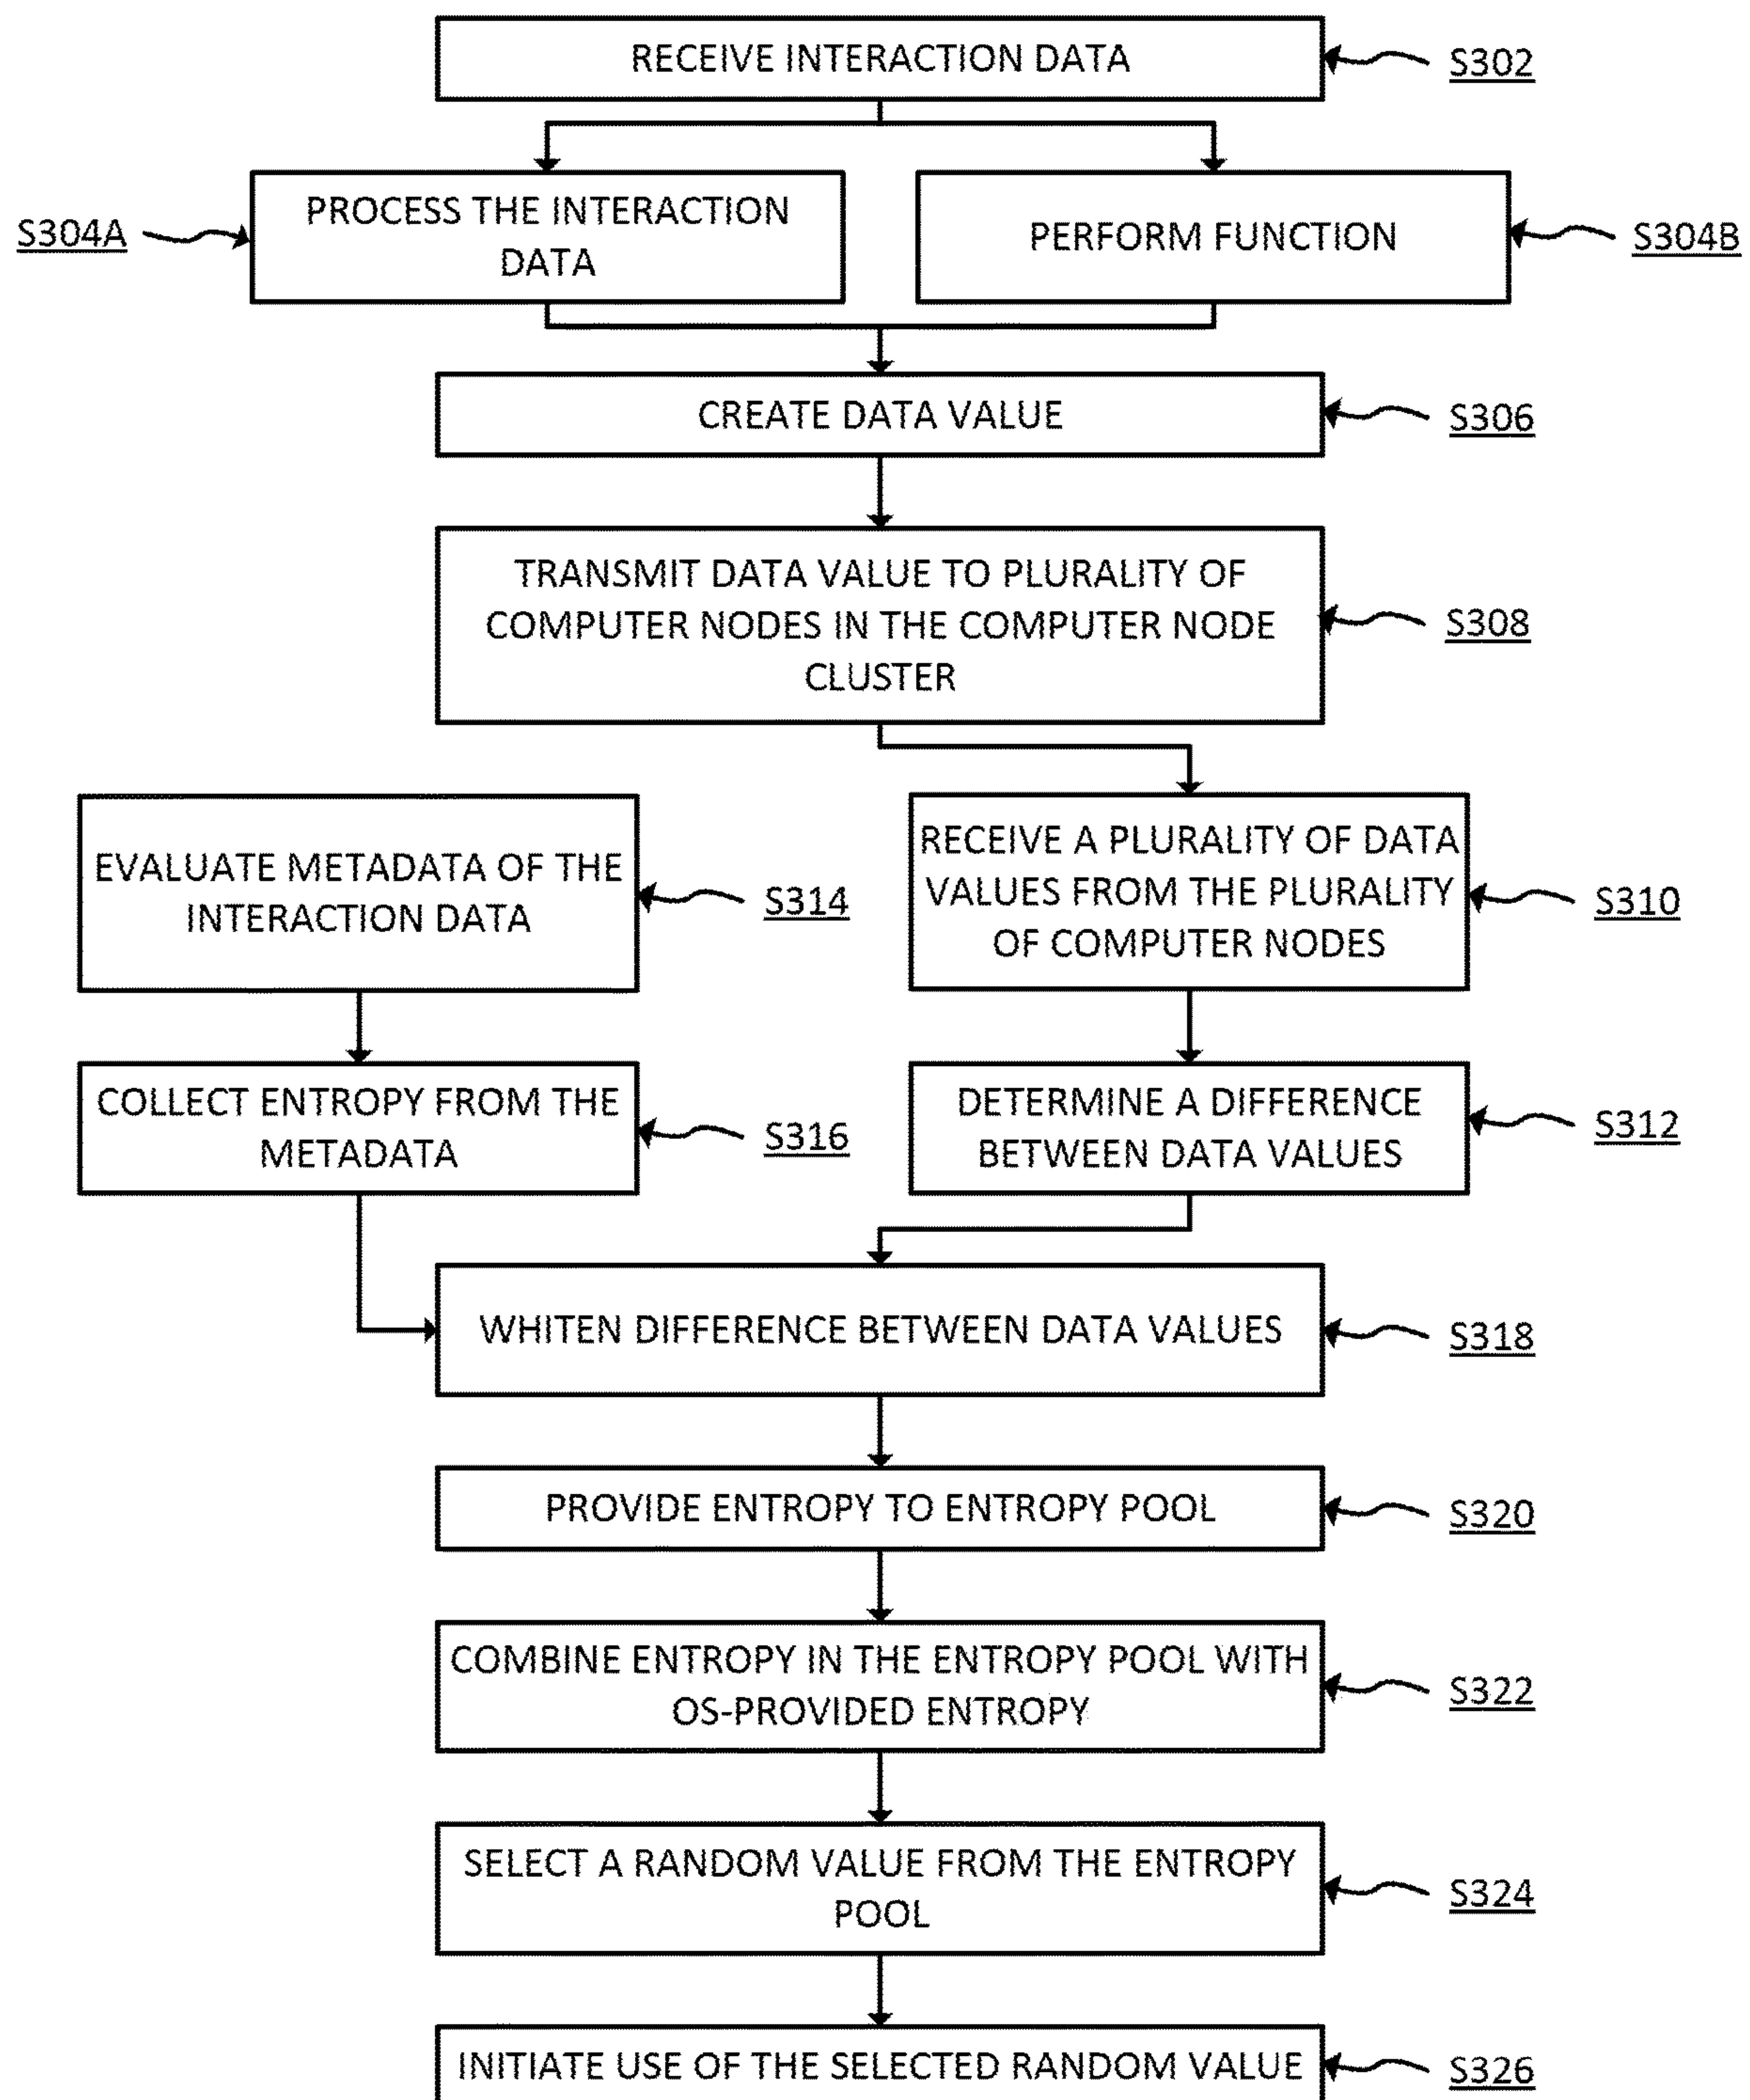 RECEIVE INTERACTION DATA
S302
S304A
PROCESS THE INTERACTION
DATA
PERFORM FUNCTION
S304B
CREATE DATA VALUE
S306
TRANSMIT DATA VALUE TO PLURALITY OF
COMPUTER NODES IN THE COMPUTER NODE
CLUSTER
S308
EVALUATE METADATA OF THE
INTERACTION DATA
S314
RECEIVE A PLURALITY OF DATA
VALUES FROM THE PLURALITY
OF COMPUTER NODES
S310
COLLECT ENTROPY FROM THE
METADATA
S316
DETERMINE A DIFFERENCE
BETWEEN DATA VALUES
S312
WHITEN DIFFERENCE BETWEEN DATA VALUES
S318
PROVIDE ENTROPY TO ENTROPY POOL
S320
COMBINE ENTROPY IN THE ENTROPY POOL WITH
OS-PROVIDED ENTROPY
S322
SELECT A RANDOM VALUE FROM THE ENTROPY
POOL
S324
INITIATE USE OF THE SELECTED RANDOM VALUE
S326